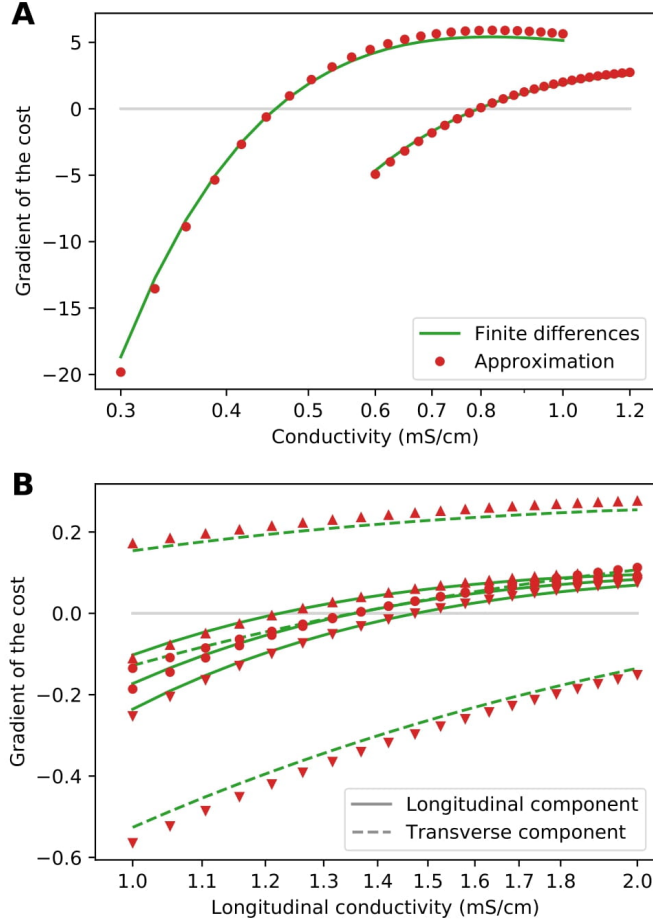 A
5
0
−5
−10
−15
−20
Gradient of the cost
Finite differences
Approximation
0.3 0.4 0.5 0.6 0.7 0.8 1.0 1.2
Conductivity (mS/cm)
B
0.2
0.0
−0.2
−0.4
−0.6
Gradient of the cost
Longitudinal component
Transverse component
1.0 1.1 1.2 1.3 1.4 1.5 1.6 1.7 1.8 2.0
Longitudinal conductivity (mS/cm)